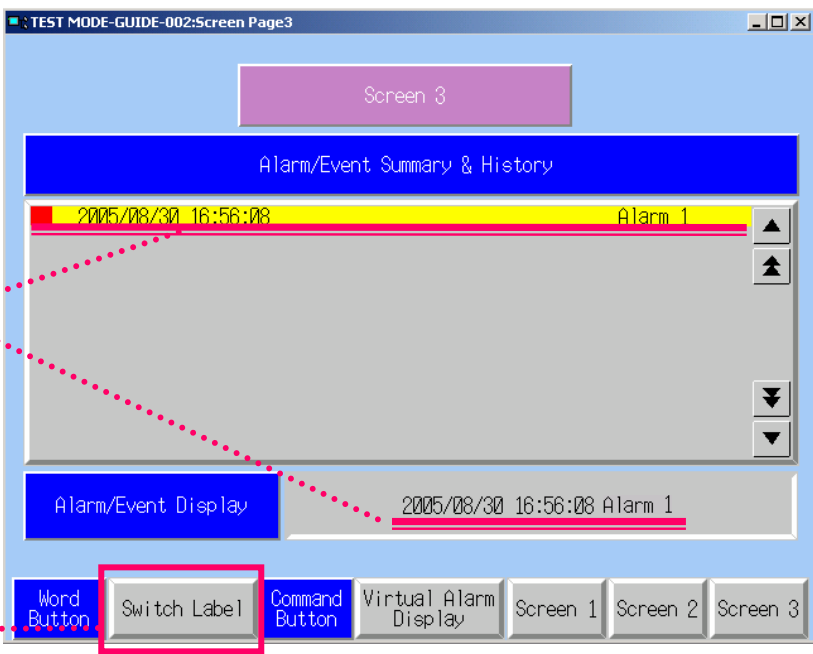 TEST MODE-GUIDE-002:Screen Page3
Screen 3
Alarm/Event Summary & History
2005/08/30 16:56:08 Alarm 1
Alarm/Event Display
2005/08/30 16:56:08 Alarm 1
Word
Button
Switch Label
Command
Button
Virtual Alarm
Display
Screen 1
Screen 2
Screen 3